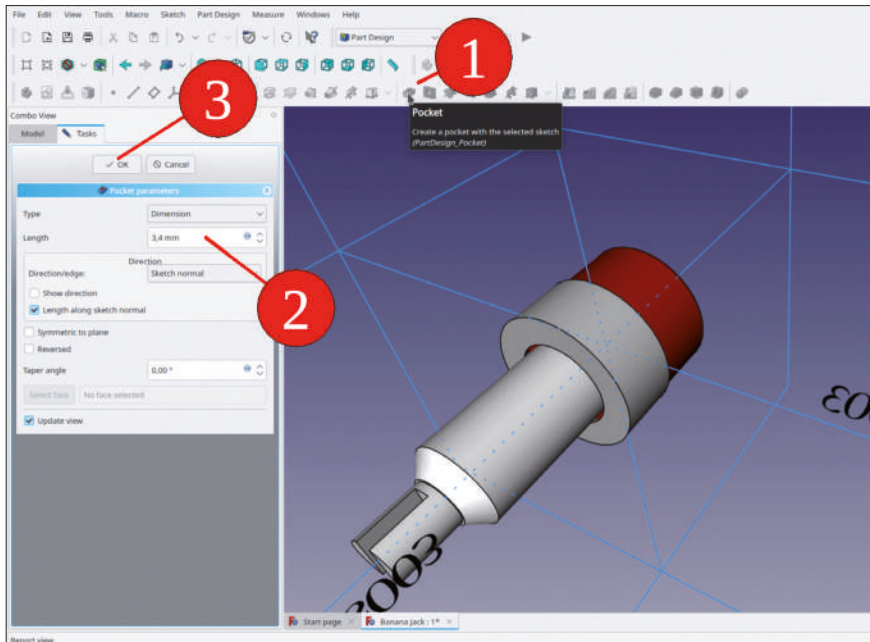 File Edit View Tools Macro Sketch Part Design Measure Windows Help
Part Design
1
3
Pocket
Create a pocket with the selected sketch
(PartDesign_Pocket)
Combo View
Model Tasks
OK Cancel
Pocket parameters
Type Dimension
Length 3,4 mm
2
Direction
Direction/edge: Sketch normal
Show direction
Length along sketch normal
Symmetric to plane
Reversed
Taper angle 0,00 °
Select face No face selected
Update view
Start page Banana jack : 1*
Report view